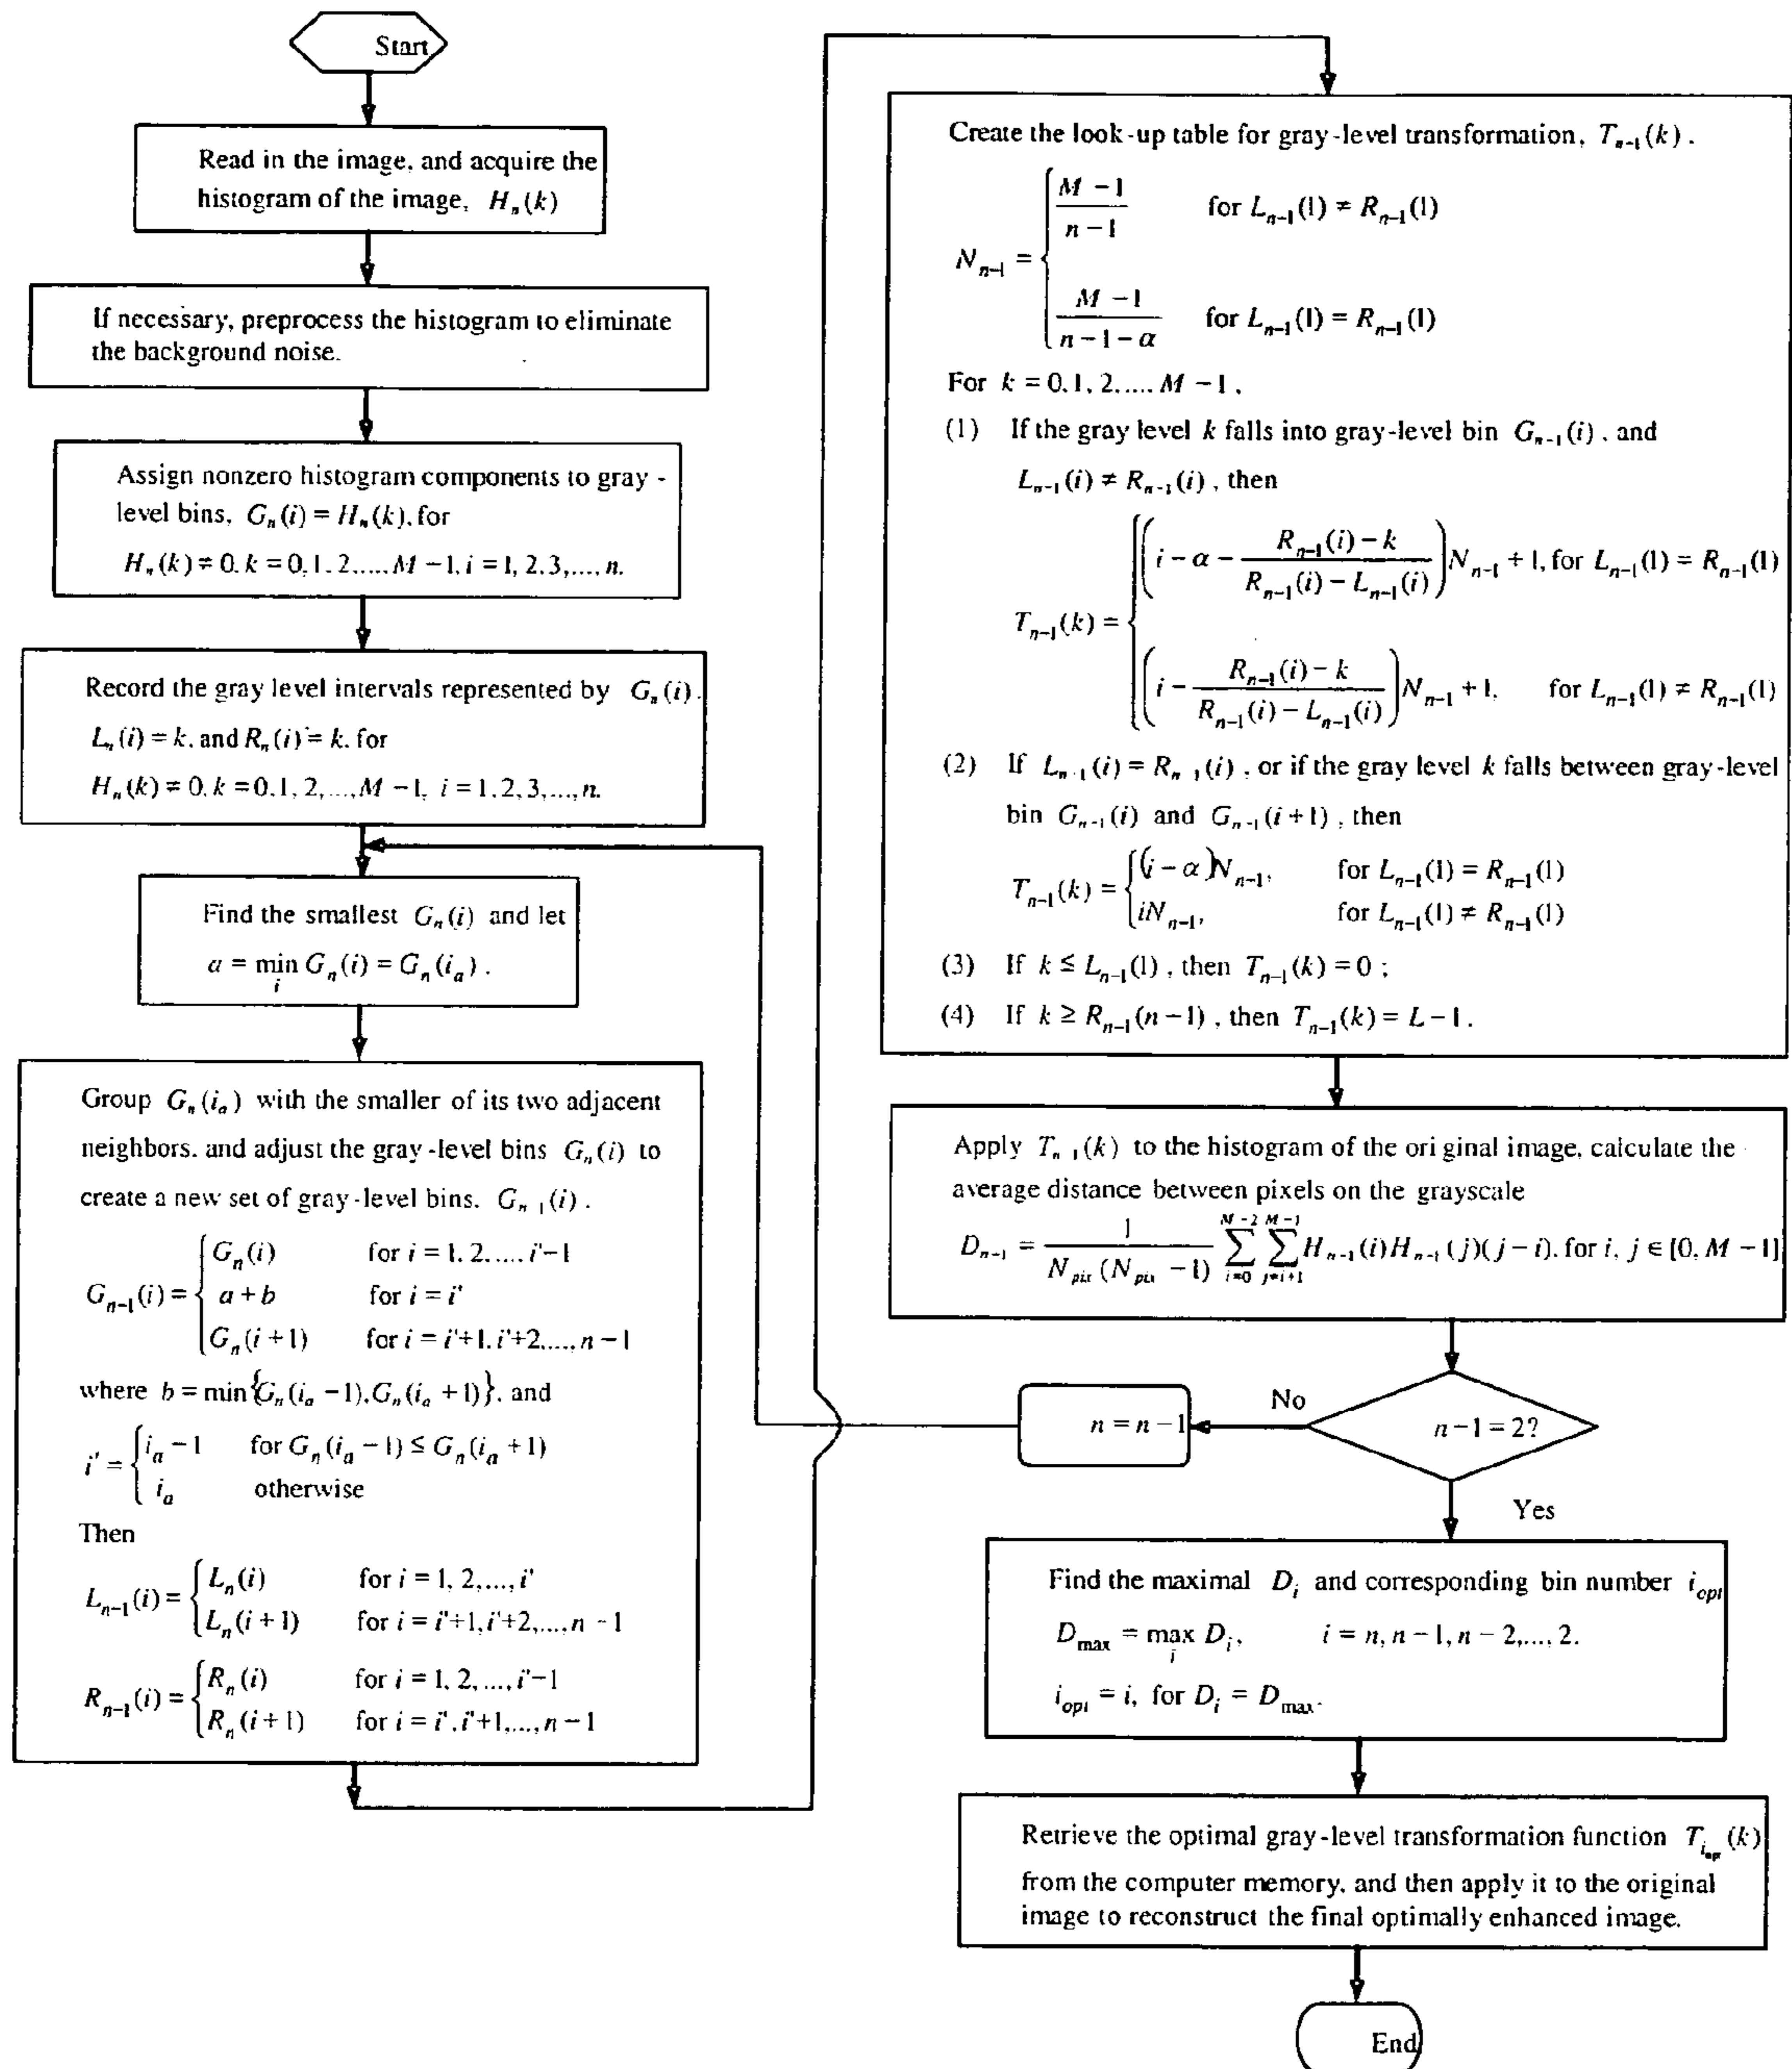 Start
Read in the image, and acquire the
histogram of the image, H_n(k)
If necessary, preprocess the histogram to eliminate
the background noise.
Assign nonzero histogram components to gray-
level bins, G_n(i) = H_n(k), for
H_n(k) ≠ 0, k = 0, 1, 2, ..., M − 1, i = 1, 2, 3, ..., n.
Record the gray level intervals represented by G_n(i).
L_n(i) = k, and R_n(i) = k, for
H_n(k) ≠ 0, k = 0, 1, 2, ..., M − 1, i = 1, 2, 3, ..., n.
Find the smallest G_n(i) and let
a = min_i G_n(i) = G_n(i_a).
Group G_n(i_a) with the smaller of its two adjacent
neighbors, and adjust the gray-level bins G_n(i) to
create a new set of gray-level bins, G_{n-1}(i).
G_{n-1}(i) = { G_n(i) for i = 1, 2, ..., i'−1
a + b for i = i'
G_n(i + 1) for i = i'+1, i'+2, ..., n − 1
where b = min{G_n(i_a − 1), G_n(i_a + 1)}, and
i' = { i_a − 1 for G_n(i_a − 1) ≤ G_n(i_a + 1)
i_a otherwise
Then
L_{n-1}(i) = { L_n(i) for i = 1, 2, ..., i'
L_n(i + 1) for i = i'+1, i'+2, ..., n − 1
R_{n-1}(i) = { R_n(i) for i = 1, 2, ..., i'−1
R_n(i + 1) for i = i', i'+1, ..., n − 1
Create the look-up table for gray-level transformation, T_{n-1}(k).
N_{n-1} = { (M − 1)/(n − 1) for L_{n-1}(1) ≠ R_{n-1}(1)
(M − 1)/(n − 1 − α) for L_{n-1}(1) = R_{n-1}(1)
For k = 0, 1, 2, ..., M − 1,
(1) If the gray level k falls into gray-level bin G_{n-1}(i), and
L_{n-1}(i) ≠ R_{n-1}(i), then
T_{n-1}(k) = { (i − α − (R_{n-1}(i) − k)/(R_{n-1}(i) − L_{n-1}(i))) N_{n-1} + 1, for L_{n-1}(1) = R_{n-1}(1)
(i − (R_{n-1}(i) − k)/(R_{n-1}(i) − L_{n-1}(i))) N_{n-1} + 1, for L_{n-1}(1) ≠ R_{n-1}(1)
(2) If L_{n-1}(i) = R_{n-1}(i), or if the gray level k falls between gray-level
bin G_{n-1}(i) and G_{n-1}(i + 1), then
T_{n-1}(k) = { (i − α)N_{n-1}, for L_{n-1}(1) = R_{n-1}(1)
iN_{n-1}, for L_{n-1}(1) ≠ R_{n-1}(1)
(3) If k ≤ L_{n-1}(1), then T_{n-1}(k) = 0;
(4) If k ≥ R_{n-1}(n − 1), then T_{n-1}(k) = L − 1.
Apply T_{n-1}(k) to the histogram of the original image, calculate the
average distance between pixels on the grayscale
D_{n-1} = 1/(N_pix (N_pix − 1)) ∑_{i=0}^{M−2} ∑_{j=i+1}^{M−1} H_{n-1}(i)H_{n-1}(j)(j − i), for i, j ∈ [0, M − 1]
n − 1 = 2?
No
n = n − 1
Yes
Find the maximal D_i and corresponding bin number i_opt
D_max = max_i D_i, i = n, n − 1, n − 2, ..., 2.
i_opt = i, for D_i = D_max.
Retrieve the optimal gray-level transformation function T_{i_opt}(k)
from the computer memory, and then apply it to the original
image to reconstruct the final optimally enhanced image.
End